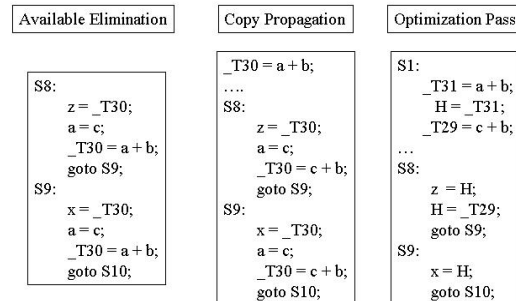 Available Elimination
S8:
z = _T30;
a = c;
_T30 = a + b;
goto S9;
S9:
x = _T30;
a = c;
_T30 = a + b;
goto S10;
Copy Propagation
_T30 = a + b;
....
S8:
z = _T30;
a = c;
_T30 = c + b;
goto S9;
S9:
x = _T30;
a = c;
_T30 = c + b;
goto S10;
Optimization Pass
S1:
_T31 = a + b;
H = _T31;
_T29 = c + b;
...
S8:
z = H;
H = _T29;
goto S9;
S9:
x = H;
goto S10;